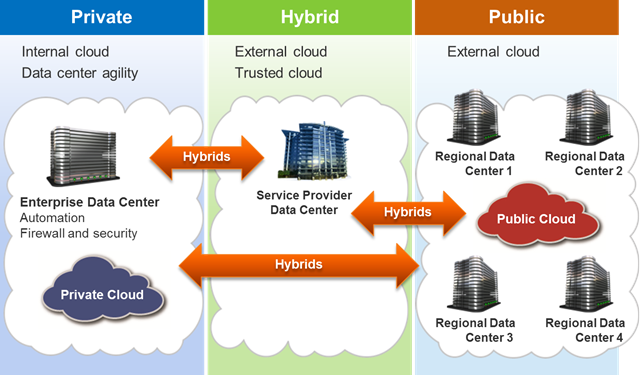 Private
Hybrid
Public
Internal cloud
Data center agility
External cloud
Trusted cloud
External cloud
Enterprise Data Center
Automation
Firewall and security
Private Cloud
Hybrids
Service Provider
Data Center
Hybrids
Hybrids
Regional Data
Center 1
Regional Data
Center 2
Public Cloud
Regional Data
Center 3
Regional Data
Center 4